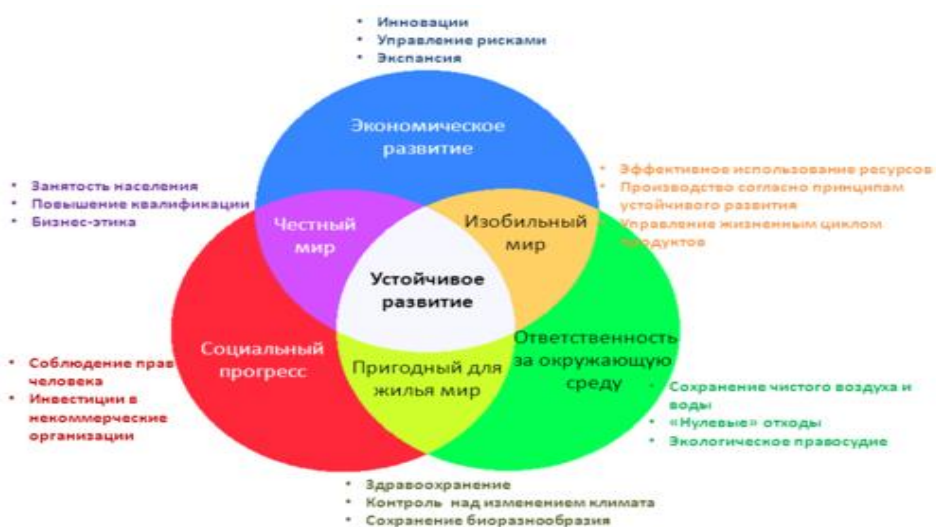 • Инновации
• Управление рисками
• Экспансия
Экономическое
развитие
• Занятость населения
• Повышение квалификации
• Бизнес-этика
• Эффективное использование ресурсов
• Производство согласно принципам
устойчивого развития
• Управление жизненным циклом
продуктов
Честный
мир
Изобильный
мир
Устойчивое
развитие
Социальный
прогресс
Пригодный для
жилья мир
Ответственность
за окружающую
среду
• Соблюдение прав
человека
• Инвестиции в
некоммерческие
организации
• Сохранение чистого воздуха и
воды
• «Нулевые» отходы
• Экологическое правосудие
• Здравоохранение
• Контроль над изменением климата
• Сохранение биоразнообразия